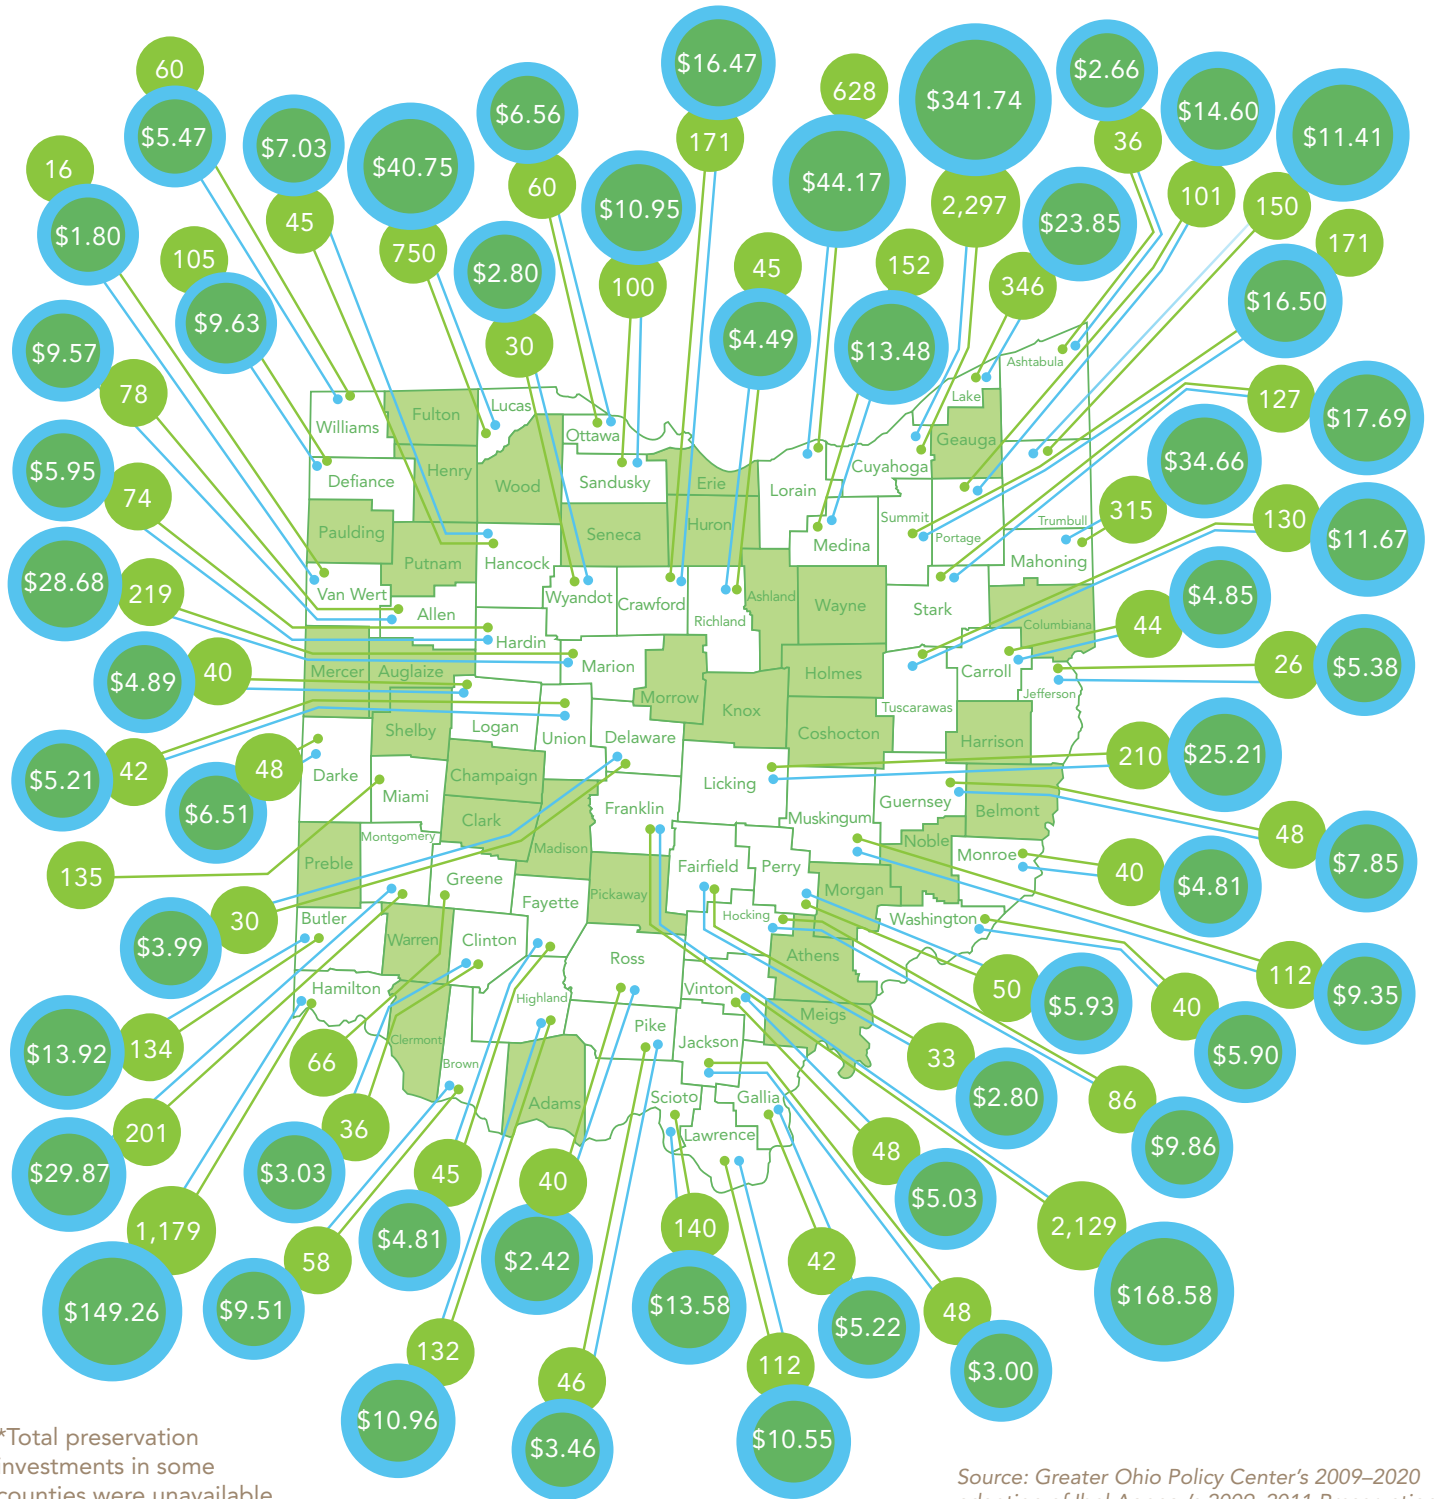 60
$5.47
16
$1.80
$7.03
45
$40.75
750
$6.56
60
$16.47
171
628
$44.17
$341.74
2,297
$2.66
36
$14.60
101
$11.41
150
171
$16.50
105
$9.63
$2.80
30
$10.95
100
45
$4.49
152
$13.48
$23.85
346
$9.57
78
127
$17.69
$5.95
74
$34.66
315
130
$11.67
$28.68
219
$4.85
44
$4.89
40
26
$5.38
$5.21
42
48
$6.51
210
$25.21
135
48
$7.85
30
$3.99
40
$4.81
$13.92
134
112
$9.35
50
$5.93
40
$5.90
66
33
$2.80
86
$9.86
$29.87
201
36
$3.03
45
$4.81
40
$2.42
48
$5.03
1,179
$149.26
58
$9.51
140
$13.58
42
$5.22
2,129
$168.58
132
$10.96
46
$3.46
112
$10.55
48
$3.00
Williams
Fulton
Lucas
Ottawa
Ashtabula
Lake
Geauga
Cuyahoga
Defiance
Henry
Wood
Sandusky
Erie
Lorain
Trumbull
Paulding
Putnam
Hancock
Seneca
Huron
Medina
Summit
Portage
Mahoning
Van Wert
Allen
Wyandot
Crawford
Richland
Ashland
Wayne
Stark
Columbiana
Hardin
Marion
Mercer
Auglaize
Morrow
Holmes
Carroll
Jefferson
Tuscarawas
Shelby
Logan
Union
Delaware
Knox
Coshocton
Harrison
Darke
Miami
Champaign
Licking
Guernsey
Belmont
Clark
Franklin
Muskingum
Montgomery
Madison
Noble
Monroe
Preble
Greene
Fayette
Pickaway
Fairfield
Perry
Morgan
Washington
Butler
Warren
Clinton
Hocking
Athens
Ross
Hamilton
Highland
Vinton
Meigs
Clermont
Brown
Pike
Jackson
Adams
Scioto
Gallia
Lawrence
*Total preservation
investments in some
counties were unavailable
Source: Greater Ohio Policy Center's 2009–2020